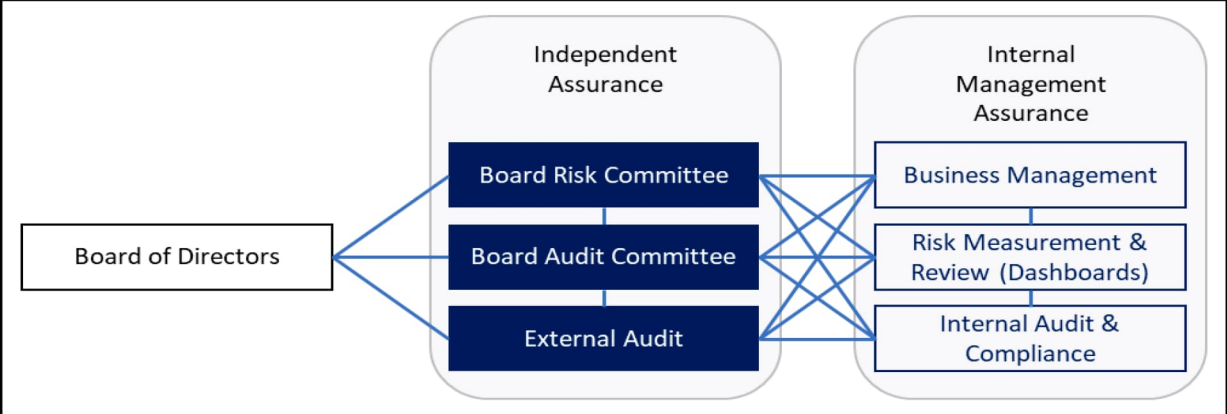 Independent
Assurance
Internal
Management
Assurance
Board of Directors
Board Risk Committee
Board Audit Committee
External Audit
Business Management
Risk Measurement &
Review (Dashboards)
Internal Audit &
Compliance